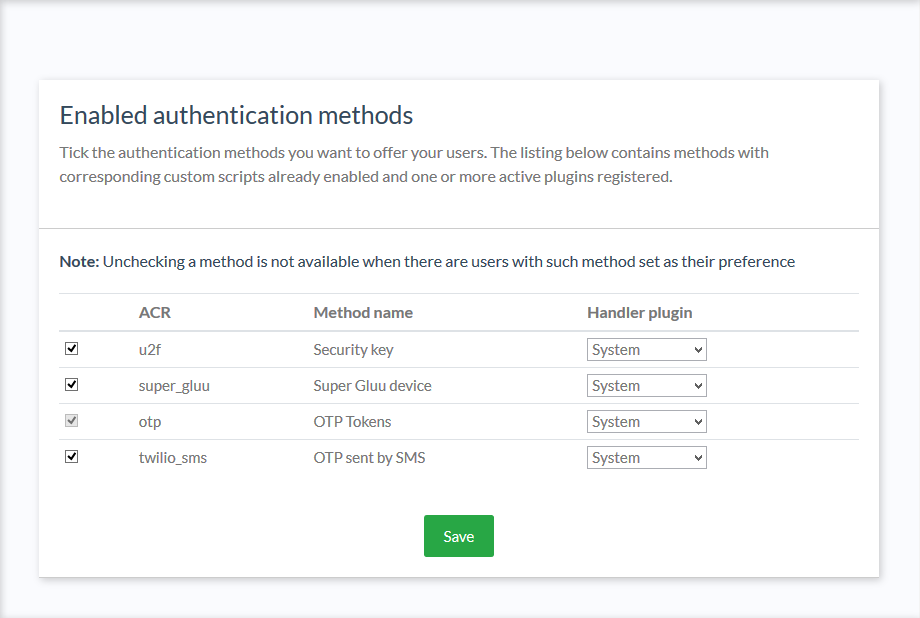 Enabled authentication methods
Tick the authentication methods you want to offer your users. The listing below contains methods with
corresponding custom scripts already enabled and one or more active plugins registered.
Note: Unchecking a method is not available when there are users with such method set as their preference
ACR Method name Handler plugin
u2f Security key System
super_gluu Super Gluu device System
otp OTP Tokens System
twilio_sms OTP sent by SMS System
Save